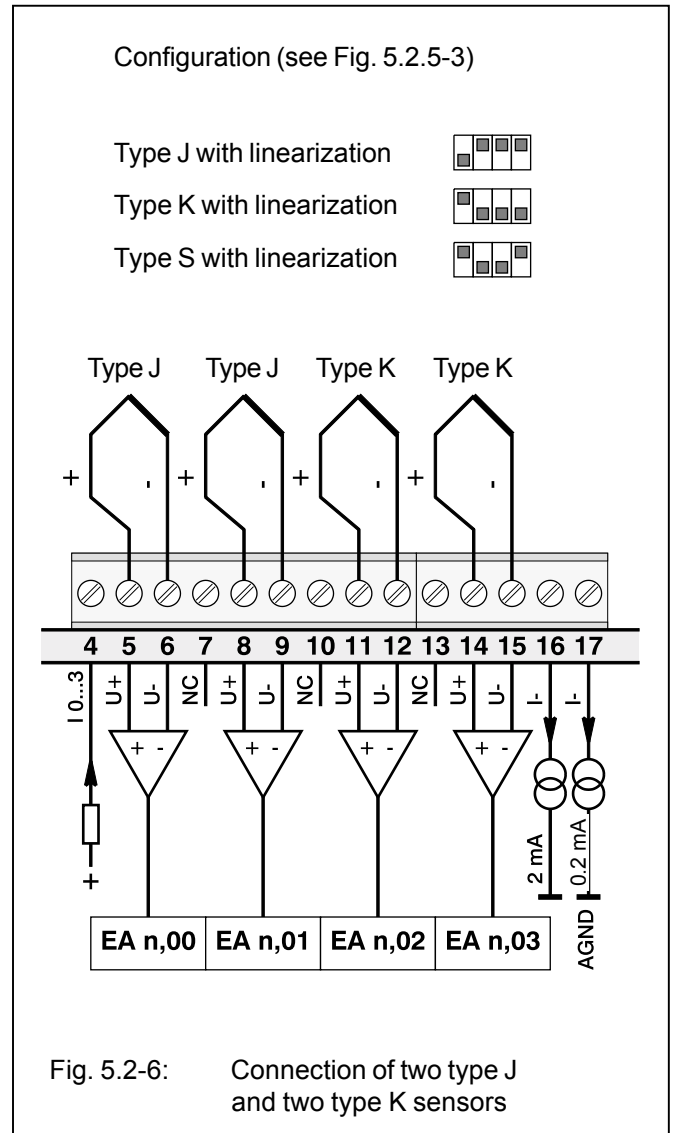 Configuration (see Fig. 5.2.5-3)
Type J with linearization
Type K with linearization
Type S with linearization
Type J Type J Type K Type K
+ - + - + - + -
4 5 6 7 8 9 10 11 12 13 14 15 16 17
I 0...3 U+ U- NC U+ U- NC U+ U- NC U+ U- I- I-
+ - + - + - + -
+ 2 mA 0.2 mA
EA n,00 EA n,01 EA n,02 EA n,03 AGND
Fig. 5.2-6: Connection of two type J
and two type K sensors